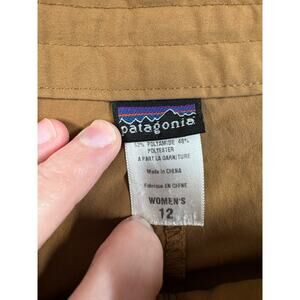 patagonia
52% POLYAMIDE 48%
POLYESTER
A PART LA GARNITURE
Made in CHINA
Fabriqué EN CHINE
WOMEN'S
12